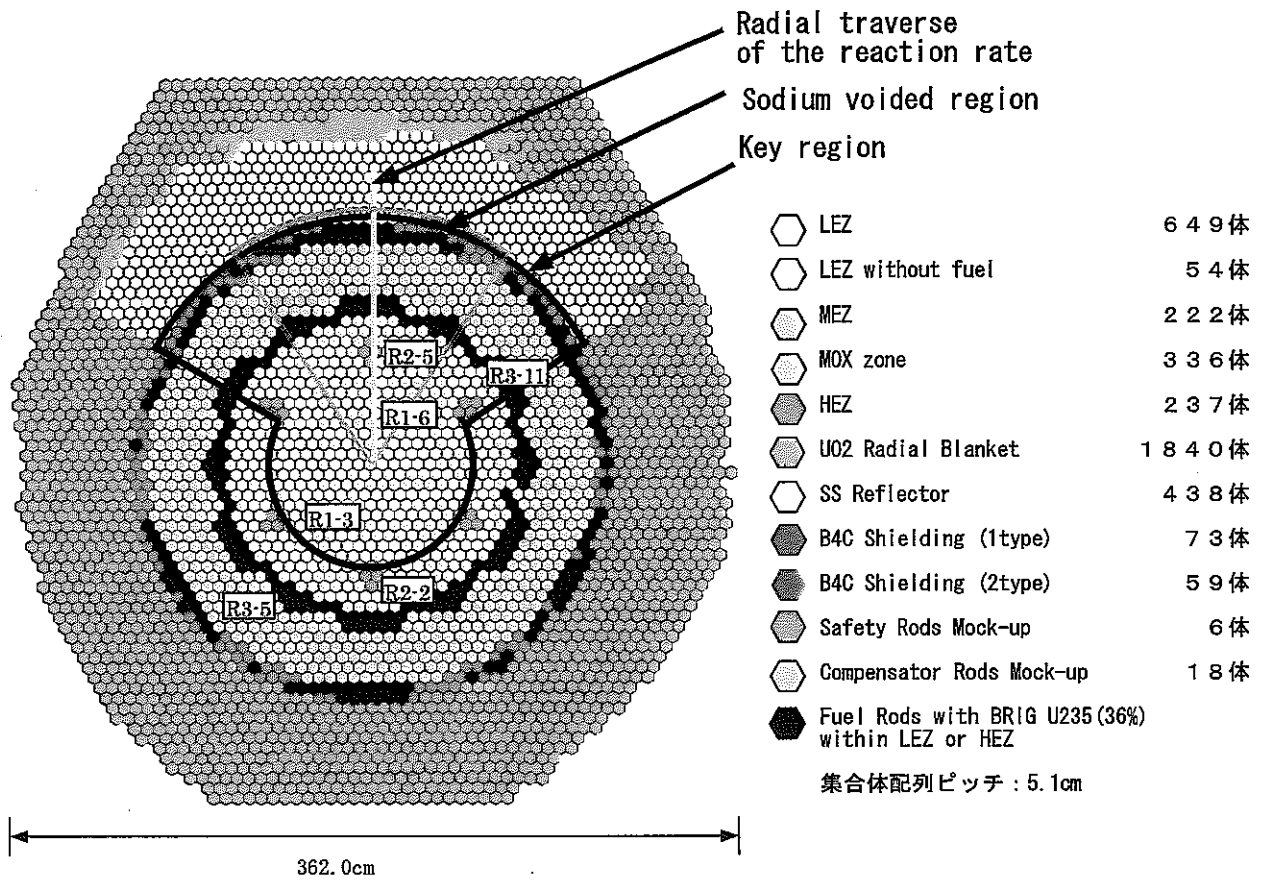 Radial traverse
of the reaction rate
Sodium voided region
Key region
LEZ 649体
LEZ without fuel 54体
MEZ 222体
MOX zone 336体
HEZ 237体
UO2 Radial Blanket 1840体
SS Reflector 438体
B4C Shielding (1type) 73体
B4C Shielding (2type) 59体
Safety Rods Mock-up 6体
Compensator Rods Mock-up 18体
Fuel Rods with BRIG U235(36%)
within LEZ or HEZ
集合体配列ピッチ：5.1cm
R2-5
R3-11
R1-6
R1-3
R2-2
R3-5
362.0cm